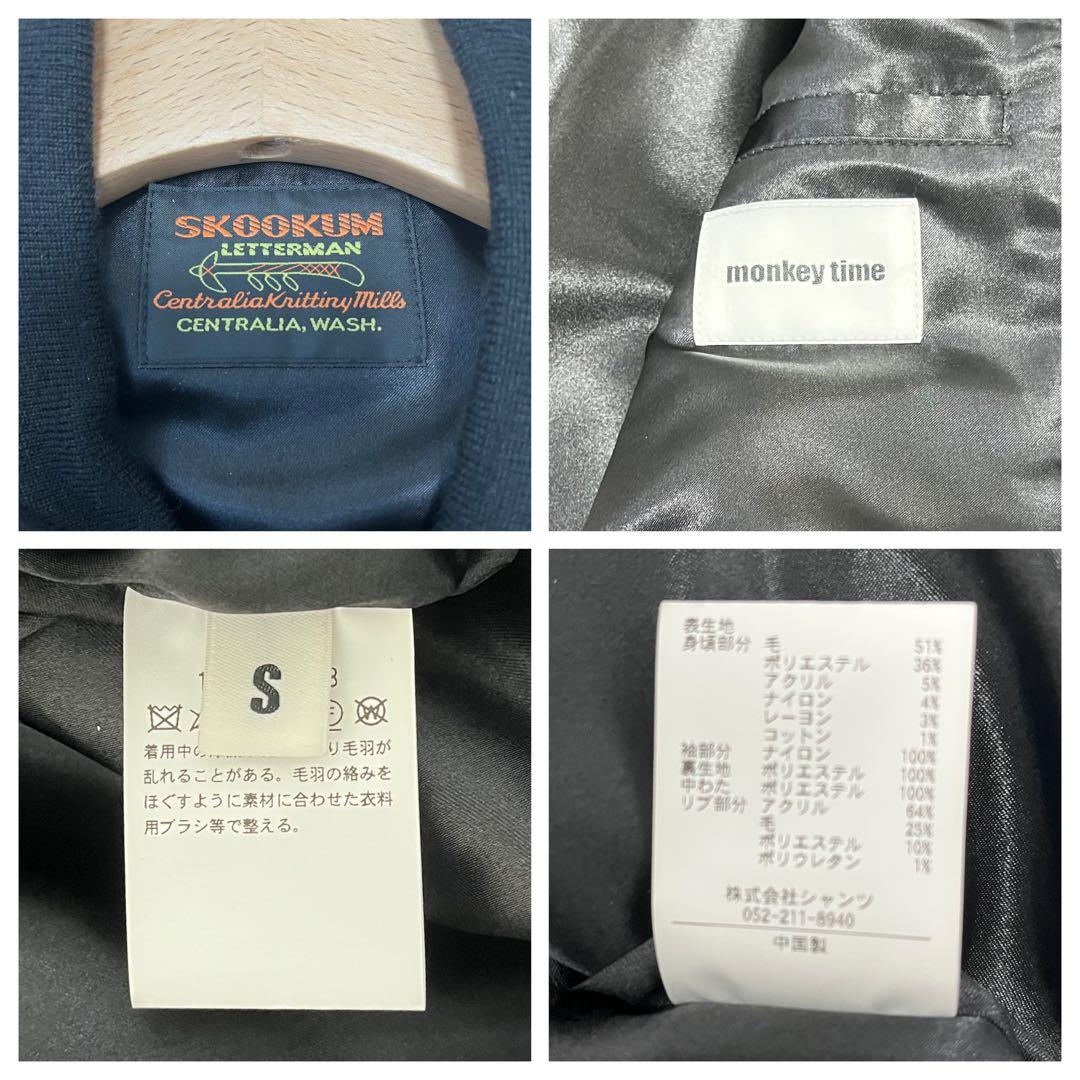 SKOOKUM
LETTERMAN
Centralia Knittiny Mills
CENTRALIA, WASH.
monkey time
S
着用中の
り毛羽が
乱れることがある。毛羽の絡みを
ほぐすように素材に合わせた衣料
用ブラシ等で整える。
表生地
身頃部分 毛 51%
ポリエステル 36%
アクリル 5%
ナイロン 4%
レーヨン 3%
コットン 1%
袖部分 ナイロン 100%
裏生地 ポリエステル 100%
中わた ポリエステル 100%
リブ部分 アクリル 64%
毛 25%
ポリエステル 10%
ポリウレタン 1%
株式会社シャンツ
052-211-8940
中国製